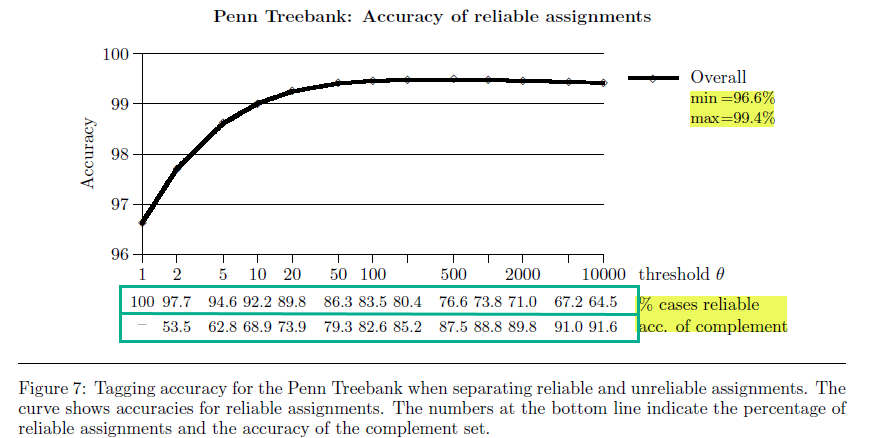 Penn Treebank: Accuracy of reliable assignments
100
99
98
97
96
Accuracy
Overall
min =96.6%
max=99.4%
1 2 5 10 20 50 100 500 2000 10000 threshold θ
100 97.7 94.6 92.2 89.8 86.3 83.5 80.4 76.6 73.8 71.0 67.2 64.5 % cases reliable
– 53.5 62.8 68.9 73.9 79.3 82.6 85.2 87.5 88.8 89.8 91.0 91.6 acc. of complement
Figure 7: Tagging accuracy for the Penn Treebank when separating reliable and unreliable assignments. The
curve shows accuracies for reliable assignments. The numbers at the bottom line indicate the percentage of
reliable assignments and the accuracy of the complement set.